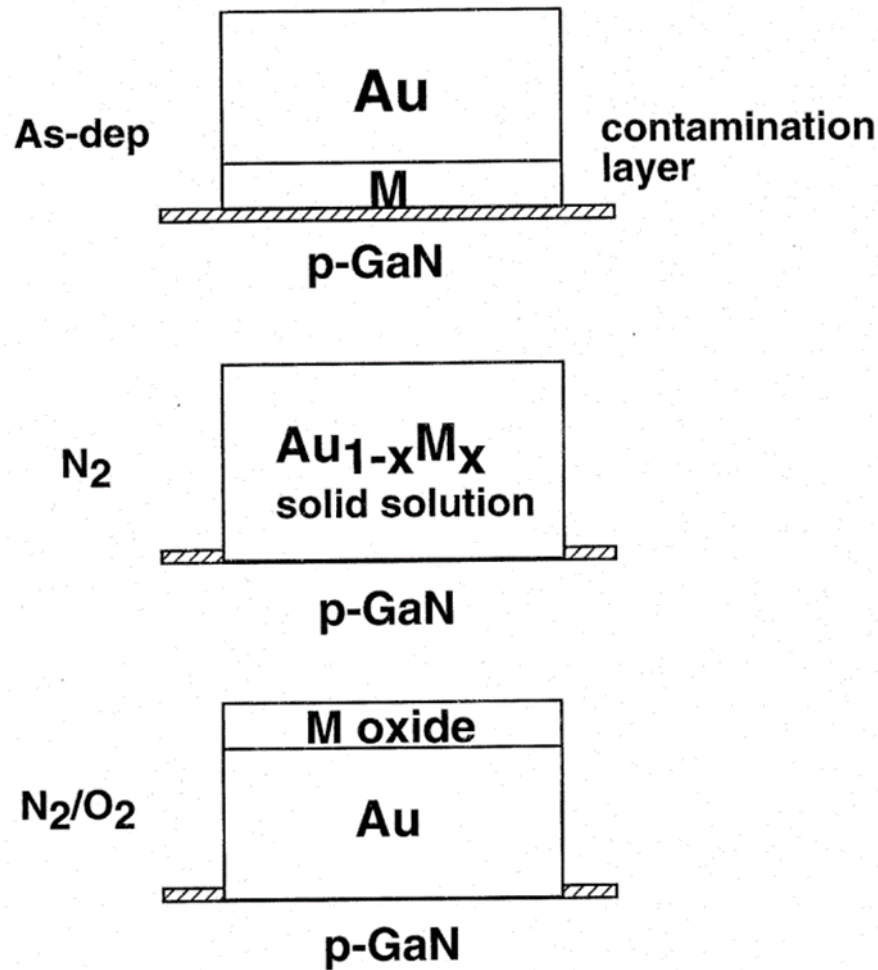 Au
As-dep
contamination
layer
M
p-GaN
Au1-xMx
solid solution
N2
p-GaN
M oxide
N2/O2
Au
p-GaN